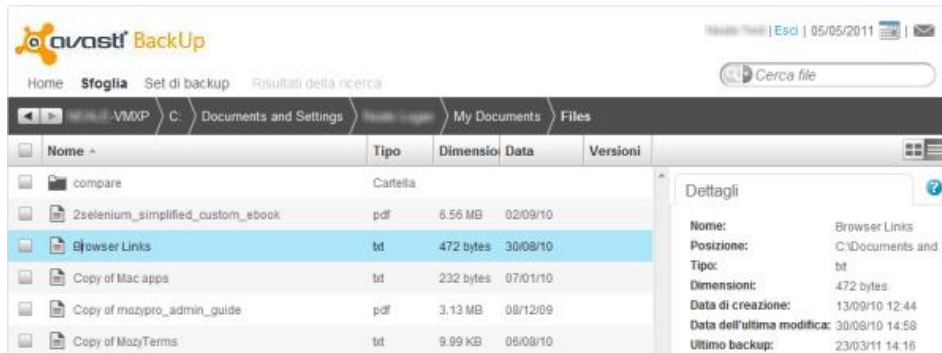 avast! BackUp
| Esci | 05/05/2011 |
Home Sfoglia Set di backup Risultati della ricerca
Cerca file
-VMXP C: Documents and Settings My Documents Files
Nome Tipo Dimensioi Data Versioni
compare Cartella
2selenium_simplified_custom_ebook pdf 6.56 MB 02/09/10
Browser Links txt 472 bytes 30/08/10
Copy of Mac apps txt 232 bytes 07/01/10
Copy of mozypro_admin_guide pdf 3.13 MB 08/12/09
Copy of MozyTerms txt 9.99 KB 06/08/10
Dettagli ?
Nome: Browser Links
Posizione: C:\Documents and
Tipo: txt
Dimensioni: 472 bytes
Data di creazione: 13/09/10 12:44
Data dell'ultima modifica: 30/08/10 14:58
Ultimo backup: 23/03/11 14:16